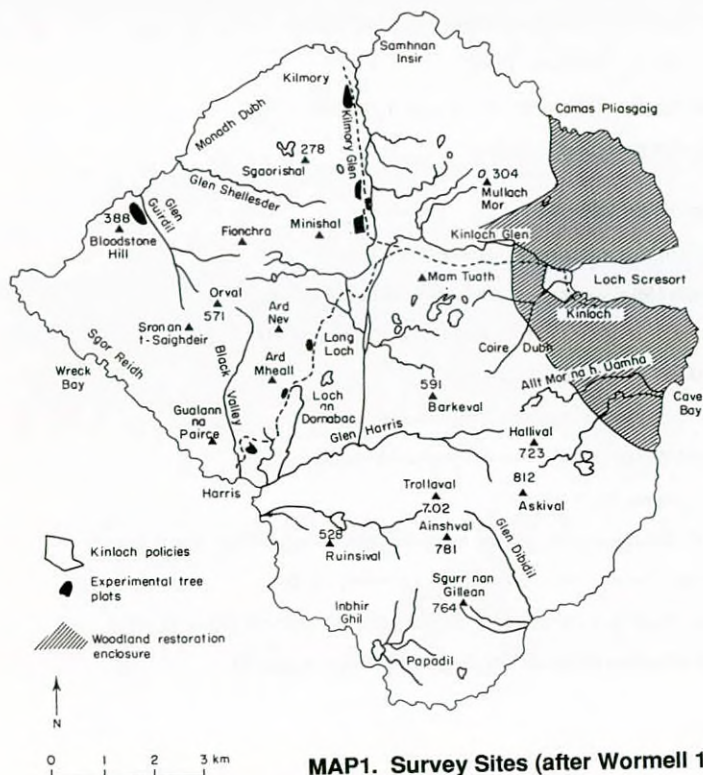 Samhnan
Insir
Kilmory
Camas Pliasgaig
Monadh Dubh
Kilmory Glen
278
Sgaorishal
304
Mullach
Mor
Glen Shellesder
Glen
Guirdil
388
Bloodstone
Hill
Fionchra
Minishal
Kinloch Glen
Mam Tuath
Loch Scresort
Kinloch
Orval
571
Ard
Nev
Sron an
t-Saighdeir
Long
Loch
Coire Dubh
Sgor Reidh
Wreck
Bay
Black
Valley
Ard
Mheall
Allt Mor na h. Uamha
Loch
an
Dornabac
591
Barkeval
Cave
Bay
Gualann
na
Pairce
Glen Harris
Hallival
723
Harris
812
Askival
Trollaval
7.02
Ainshval
781
Glen Dibidil
528
Ruinsival
Sgurr nan
Gillean
764
Inbhir
Ghil
Papadil
Kinloch policies
Experimental tree
plots
Woodland restoration
enclosure
N
0 1 2 3 km
MAP1. Survey Sites (after Wormell 1